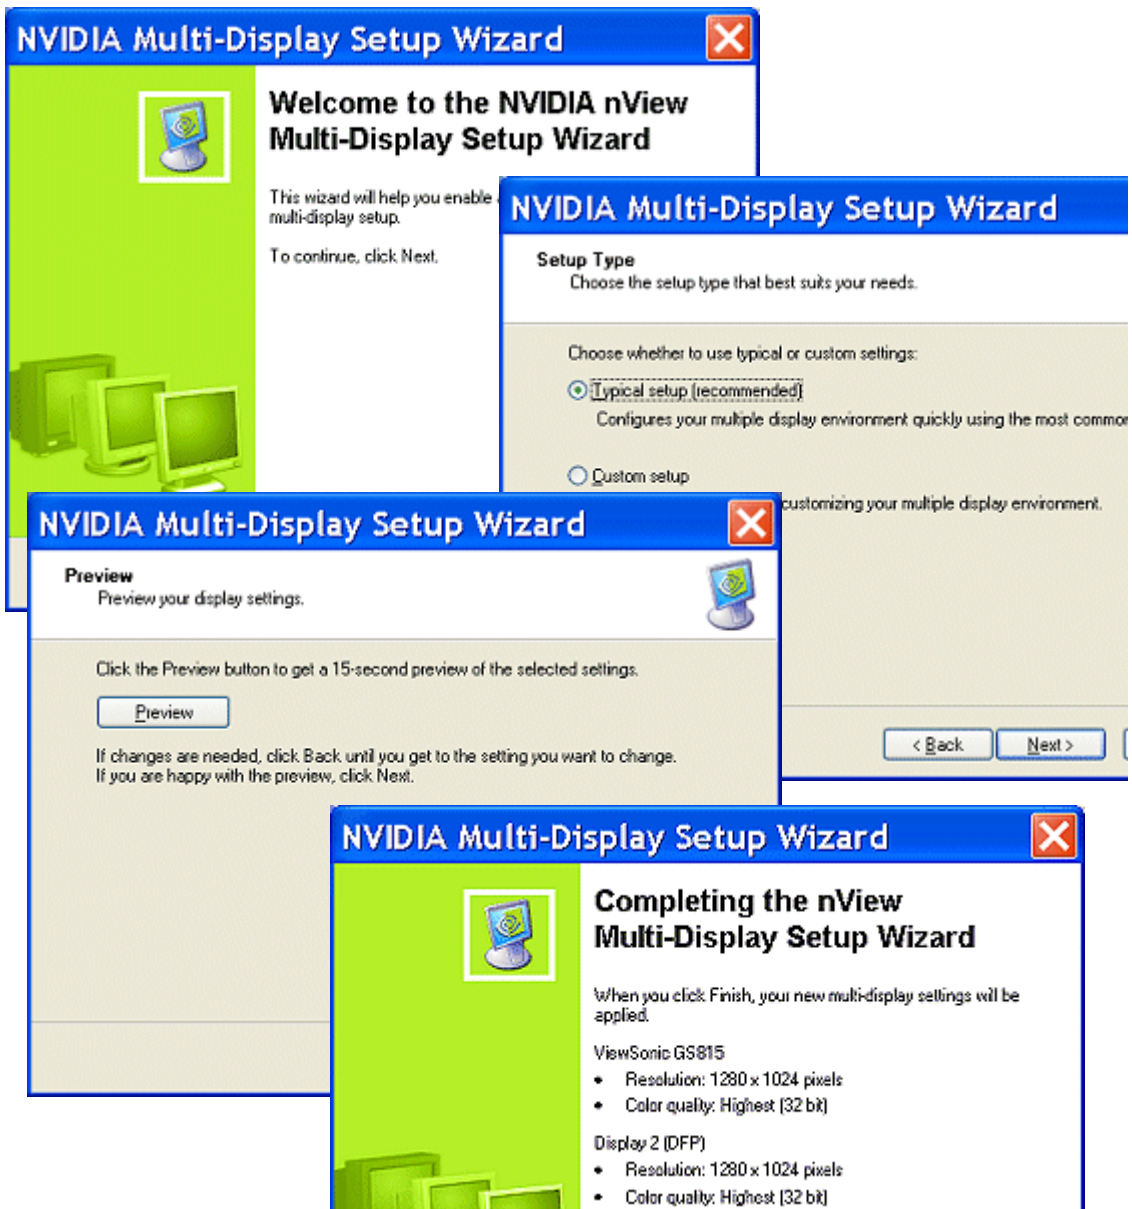 NVIDIA Multi-Display Setup Wizard
Welcome to the NVIDIA nView
Multi-Display Setup Wizard
This wizard will help you enable
multi-display setup.
To continue, click Next.
NVIDIA Multi-Display Setup Wizard
Setup Type
Choose the setup type that best suits your needs.
Choose whether to use typical or custom settings:
Typical setup (recommended)
Configures your multiple display environment quickly using the most common
Custom setup
customizing your multiple display environment.
< Back
Next >
NVIDIA Multi-Display Setup Wizard
Preview
Preview your display settings.
Click the Preview button to get a 15-second preview of the selected settings.
Preview
If changes are needed, click Back until you get to the setting you want to change.
If you are happy with the preview, click Next.
NVIDIA Multi-Display Setup Wizard
Completing the nView
Multi-Display Setup Wizard
When you click Finish, your new multi-display settings will be
applied.
ViewSonic GS815
• Resolution: 1280 x 1024 pixels
• Color quality: Highest (32 bit)
Display 2 (DFP)
• Resolution: 1280 x 1024 pixels
• Color quality: Highest (32 bit)